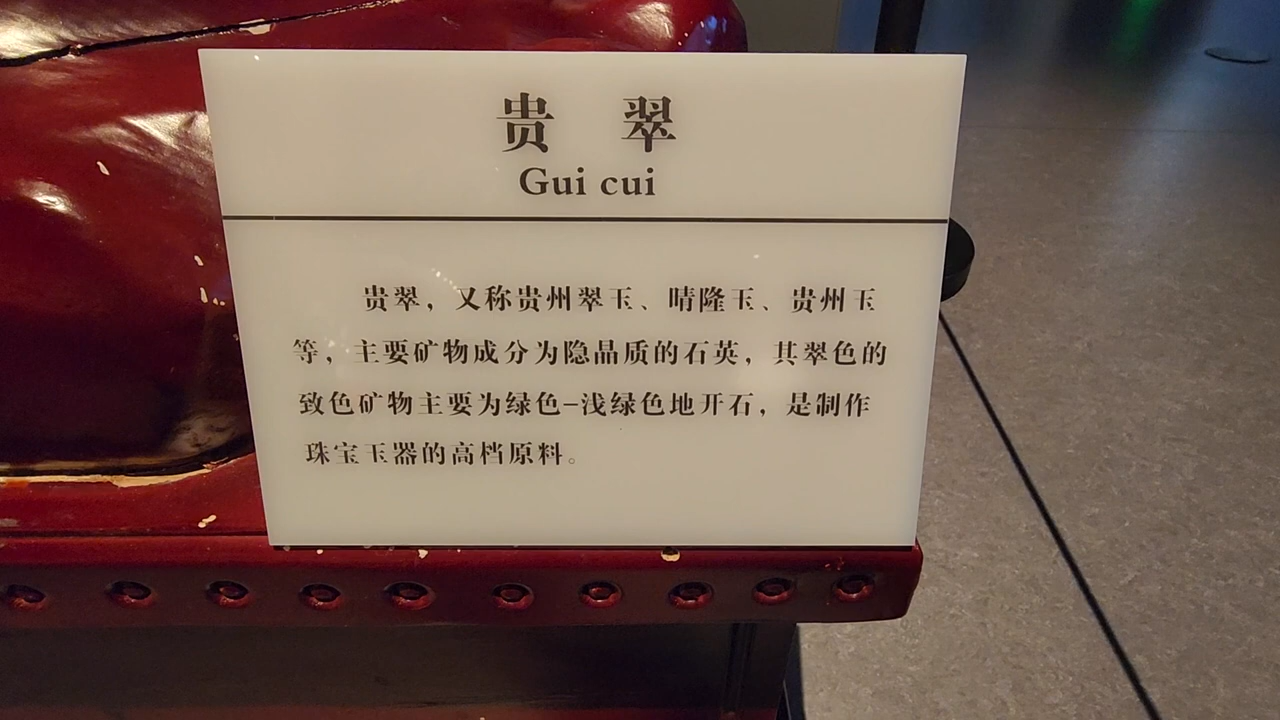 贵 翠
Gui cui
贵翠，又称贵州翠玉、晴隆玉、贵州玉
等，主要矿物成分为隐晶质的石英，其翠色的
致色矿物主要为绿色–浅绿色地开石，是制作
珠宝玉器的高档原料。